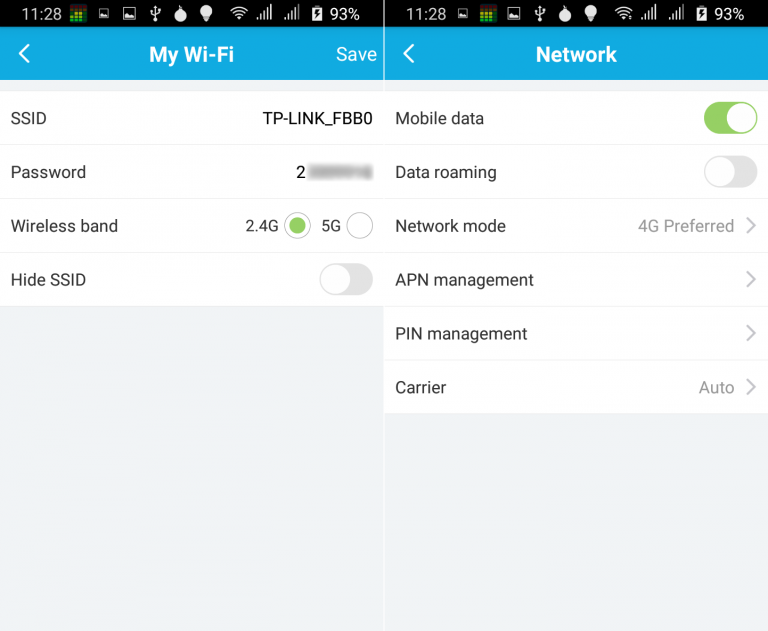 11:28 93%
My Wi-Fi Save
SSID TP-LINK_FBB0
Password 2
Wireless band 2.4G 5G
Hide SSID
11:28 93%
Network
Mobile data
Data roaming
Network mode 4G Preferred
APN management
PIN management
Carrier Auto